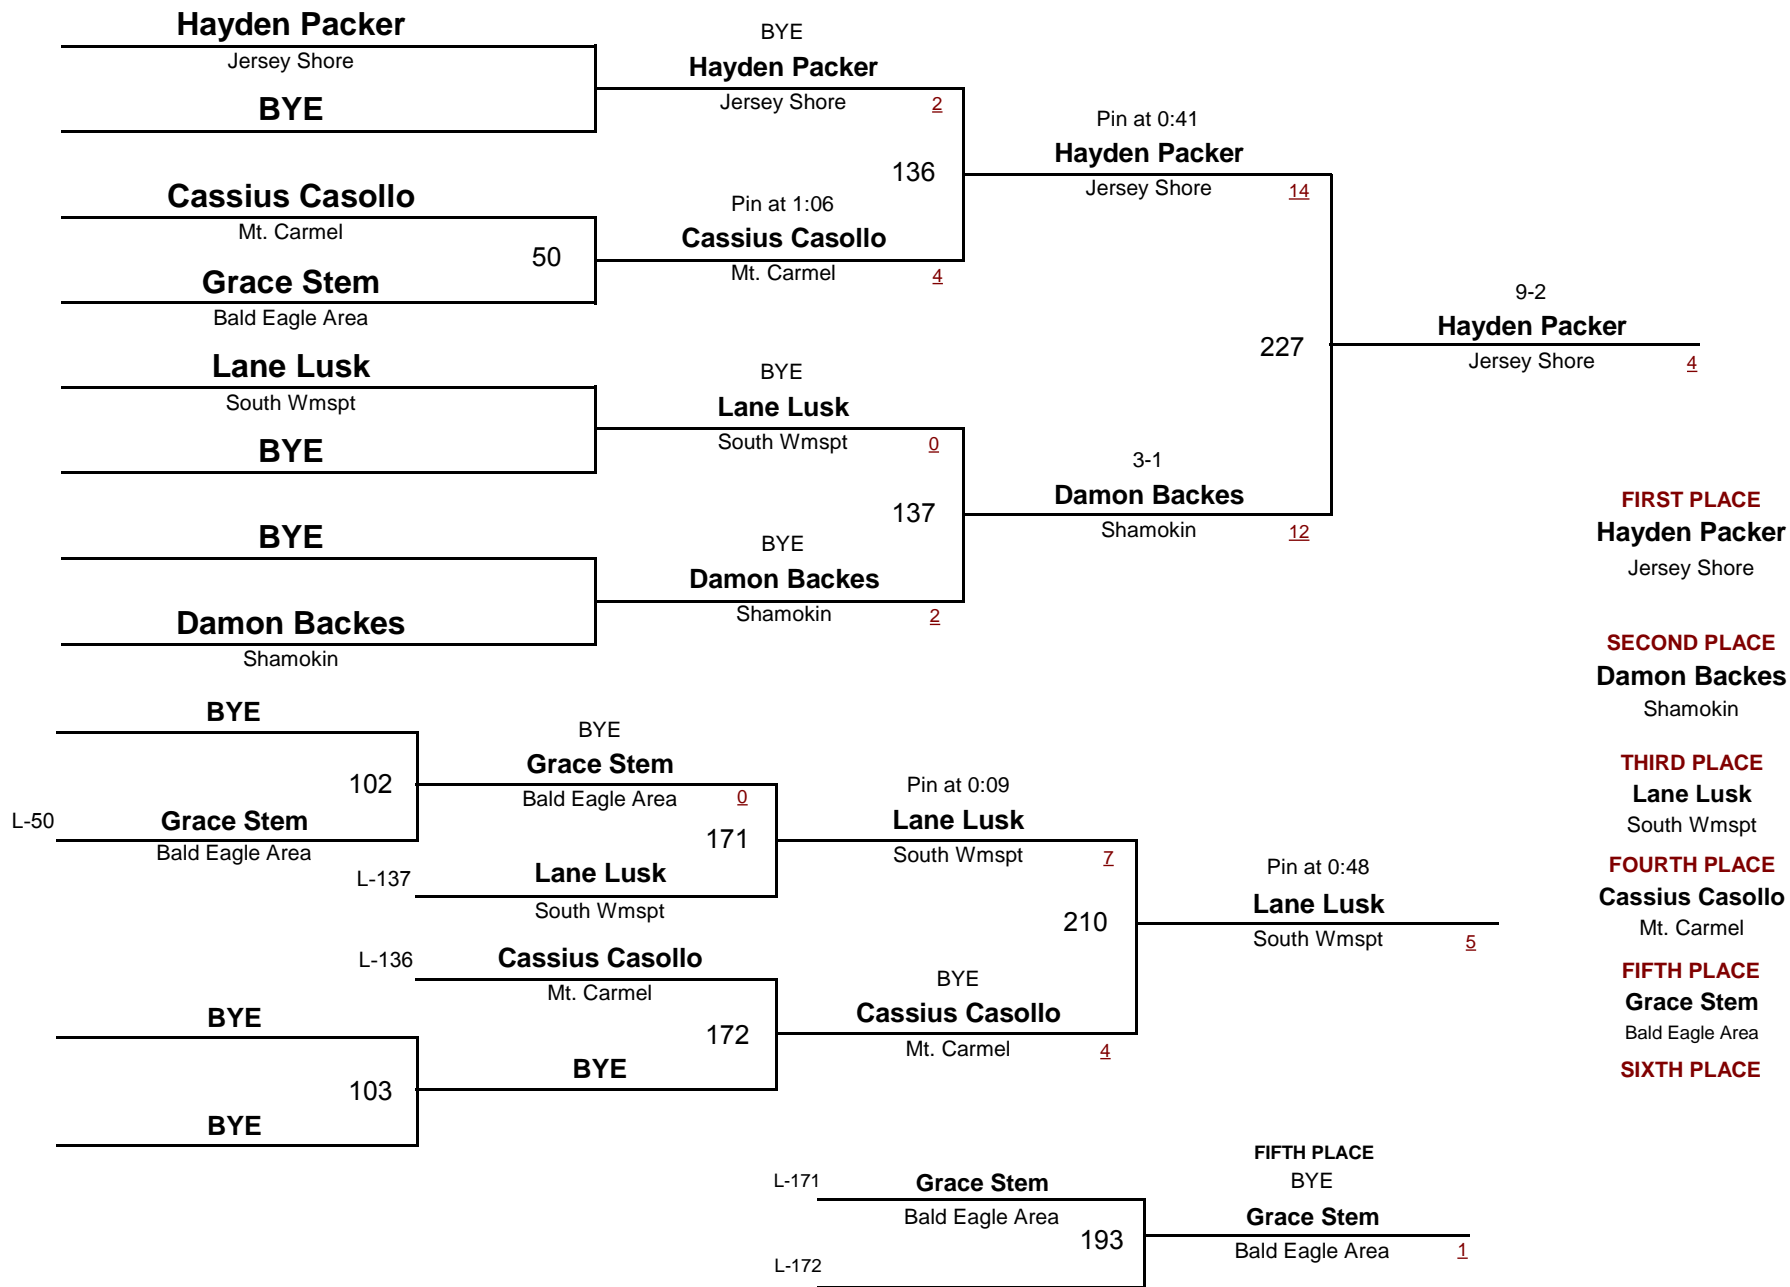 Hayden Packer
Jersey Shore
BYE
Cassius Casollo
Mt. Carmel
50
Grace Stem
Bald Eagle Area
Lane Lusk
South Wmspt
BYE
BYE
Damon Backes
Shamokin
BYE
Hayden Packer
Jersey Shore 2
136
Pin at 1:06
Cassius Casollo
Mt. Carmel 4
BYE
Lane Lusk
South Wmspt 0
137
BYE
Damon Backes
Shamokin 2
Pin at 0:41
Hayden Packer
Jersey Shore 14
227
3-1
Damon Backes
Shamokin 12
9-2
Hayden Packer
Jersey Shore 4
FIRST PLACE
Hayden Packer
Jersey Shore
SECOND PLACE
Damon Backes
Shamokin
THIRD PLACE
Lane Lusk
South Wmspt
FOURTH PLACE
Cassius Casollo
Mt. Carmel
FIFTH PLACE
Grace Stem
Bald Eagle Area
SIXTH PLACE
BYE
102
L-50 Grace Stem
Bald Eagle Area
BYE
Grace Stem
Bald Eagle Area 0
171
L-137 Lane Lusk
South Wmspt
L-136 Cassius Casollo
Mt. Carmel
172
BYE
BYE
103
BYE
Pin at 0:09
Lane Lusk
South Wmspt 7
210
BYE
Cassius Casollo
Mt. Carmel 4
Pin at 0:48
Lane Lusk
South Wmspt 5
L-171 Grace Stem
Bald Eagle Area
193
L-172
FIFTH PLACE
BYE
Grace Stem
Bald Eagle Area 1